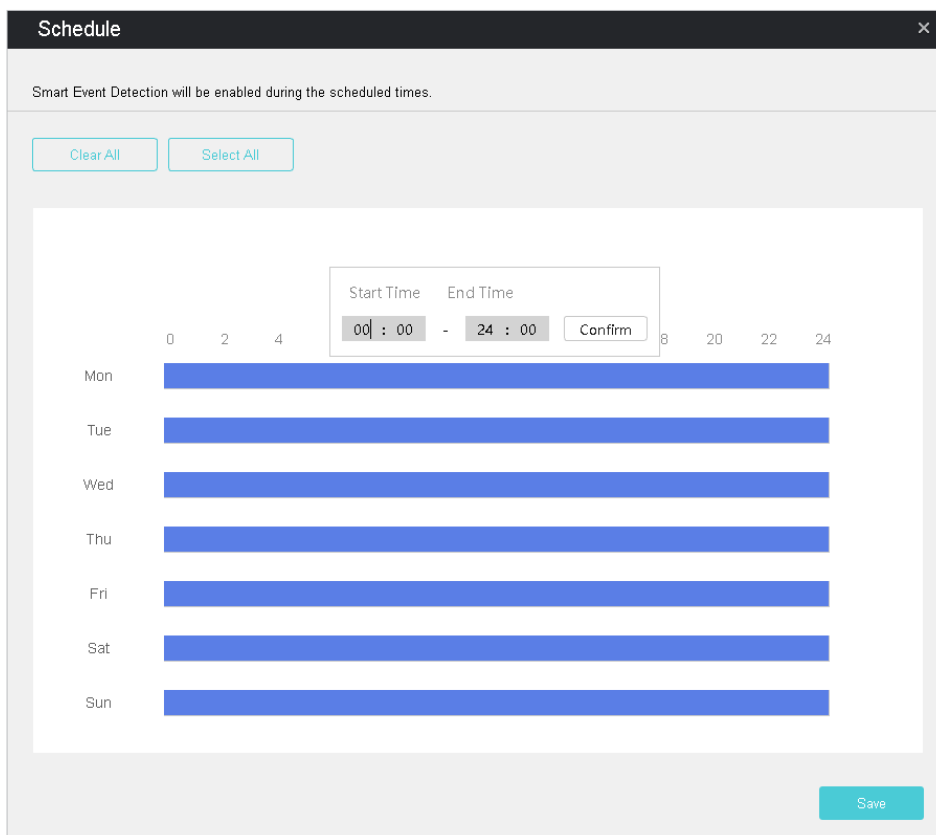 Schedule ×
Smart Event Detection will be enabled during the scheduled times.
Clear All Select All
Start Time End Time
00 : 00 - 24 : 00 Confirm
0 2 4 8 20 22 24
Mon
Tue
Wed
Thu
Fri
Sat
Sun
Save